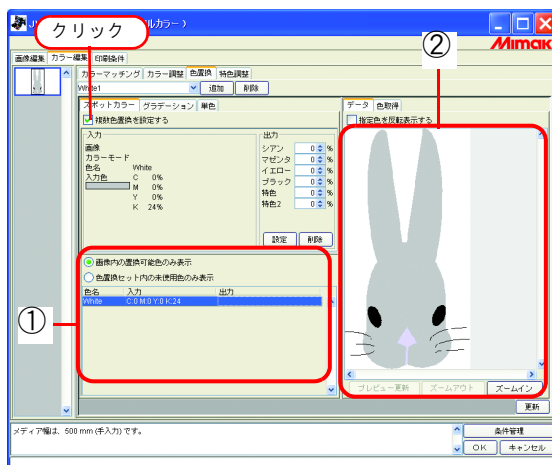 クリック
②
ルカラー )
Mimaki
画像編集 カラー編集 印刷条件
カラーマッチング カラー調整 色置換 特色調整
White1 追加 削除
スポットカラー グラデーション 単色
複数色置換を設定する
入力
画像
カラーモード
色名 White
入力色 C 0%
M 0%
Y 0%
K 24%
出力
シアン 0 %
マゼンタ 0 %
イエロー 0 %
ブラック 0 %
特色 0 %
特色2 0 %
設定 削除
画像内の置換可能色のみ表示
色置換セット内の未使用色のみ表示
①
色名 入力 出力
White C:0 M:0 Y:0 K:24
データ 色取得
指定色を反転表示する
プレビュー更新 ズームアウト ズームイン
更新
メディア幅は、500 mm (手入力) です。
条件管理
OK キャンセル